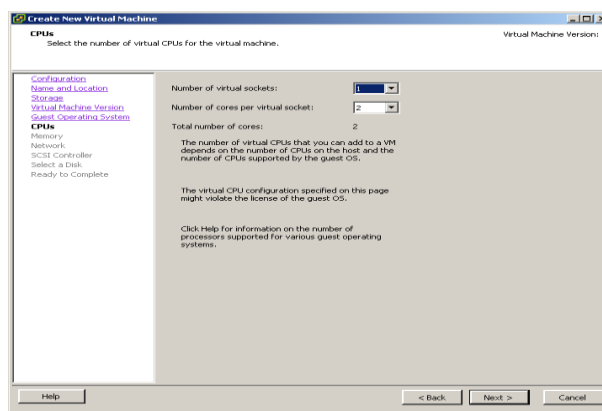 Create New Virtual Machine
CPUs
Select the number of virtual CPUs for the virtual machine.
Virtual Machine Version:
Configuration
Name and Location
Storage
Virtual Machine Version
Guest Operating System
CPUs
Memory
Network
SCSI Controller
Select a Disk
Ready to Complete
Number of virtual sockets:
1
Number of cores per virtual socket:
2
Total number of cores:
2
The number of virtual CPUs that you can add to a VM
depends on the number of CPUs on the host and the
number of CPUs supported by the guest OS.
The virtual CPU configuration specified on this page
might violate the license of the guest OS.
Click Help for information on the number of
processors supported for various guest operating
systems.
Help
< Back
Next >
Cancel